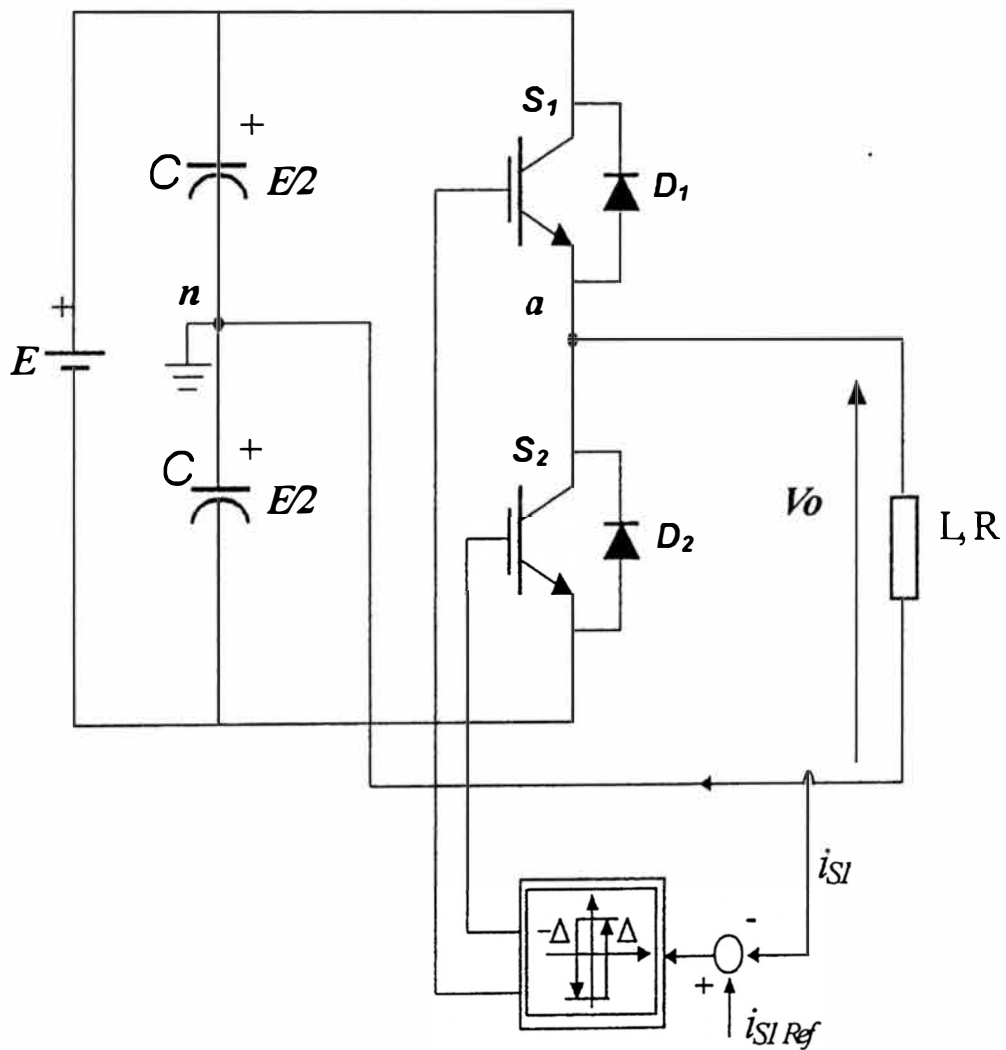 S1
+
C
E/2
D1
n
a
+
E
+
C
E/2
S2
D2
Vo
L, R
iS1
-Δ
Δ
-
+
iS1 Ref